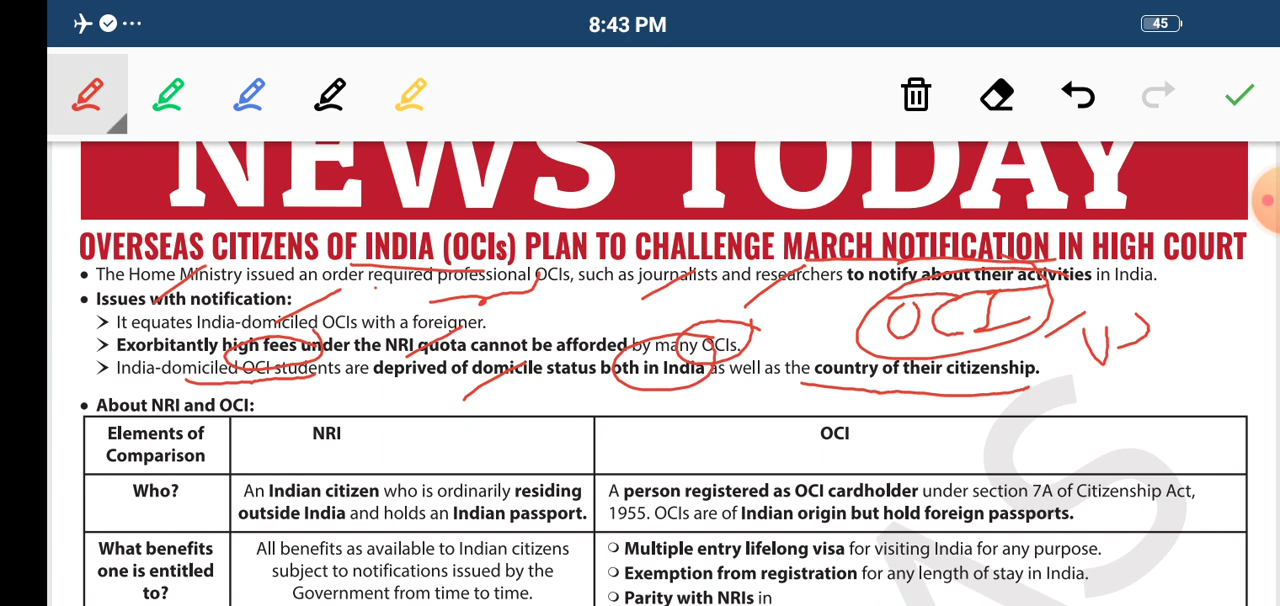 8:43 PM
45
NEWS TODAY
OVERSEAS CITIZENS OF INDIA (OCIs) PLAN TO CHALLENGE MARCH NOTIFICATION IN HIGH COURT
• The Home Ministry issued an order required professional OCIs, such as journalists and researchers to notify about their activities in India.
• Issues with notification:
➤ It equates India-domiciled OCIs with a foreigner.
OCI
➤ Exorbitantly high fees under the NRI quota cannot be afforded by many OCIs.
➤ India-domiciled OCI students are deprived of domicile status both in India as well as the country of their citizenship.
• About NRI and OCI:
Elements of Comparison
NRI
OCI
Who?
An Indian citizen who is ordinarily residing
outside India and holds an Indian passport.
A person registered as OCI cardholder under section 7A of Citizenship Act,
1955. OCIs are of Indian origin but hold foreign passports.
What benefits
one is entitled
to?
All benefits as available to Indian citizens
subject to notifications issued by the
Government from time to time.
○ Multiple entry lifelong visa for visiting India for any purpose.
○ Exemption from registration for any length of stay in India.
○ Parity with NRIs in